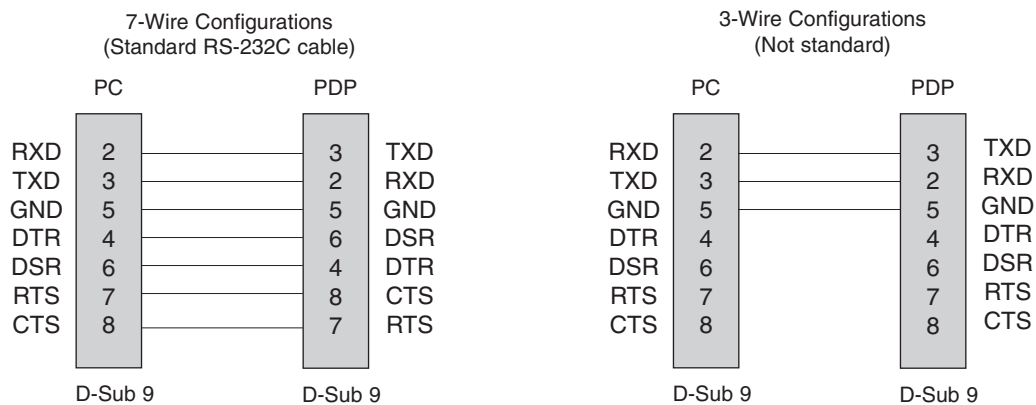 7-Wire Configurations
(Standard RS-232C cable)
PC PDP
RXD 2 3 TXD
TXD 3 2 RXD
GND 5 5 GND
DTR 4 6 DSR
DSR 6 4 DTR
RTS 7 8 CTS
CTS 8 7 RTS
D-Sub 9 D-Sub 9
3-Wire Configurations
(Not standard)
PC PDP
RXD 2 3 TXD
TXD 3 2 RXD
GND 5 5 GND
DTR 4 4 DTR
DSR 6 6 DSR
RTS 7 7 RTS
CTS 8 8 CTS
D-Sub 9 D-Sub 9